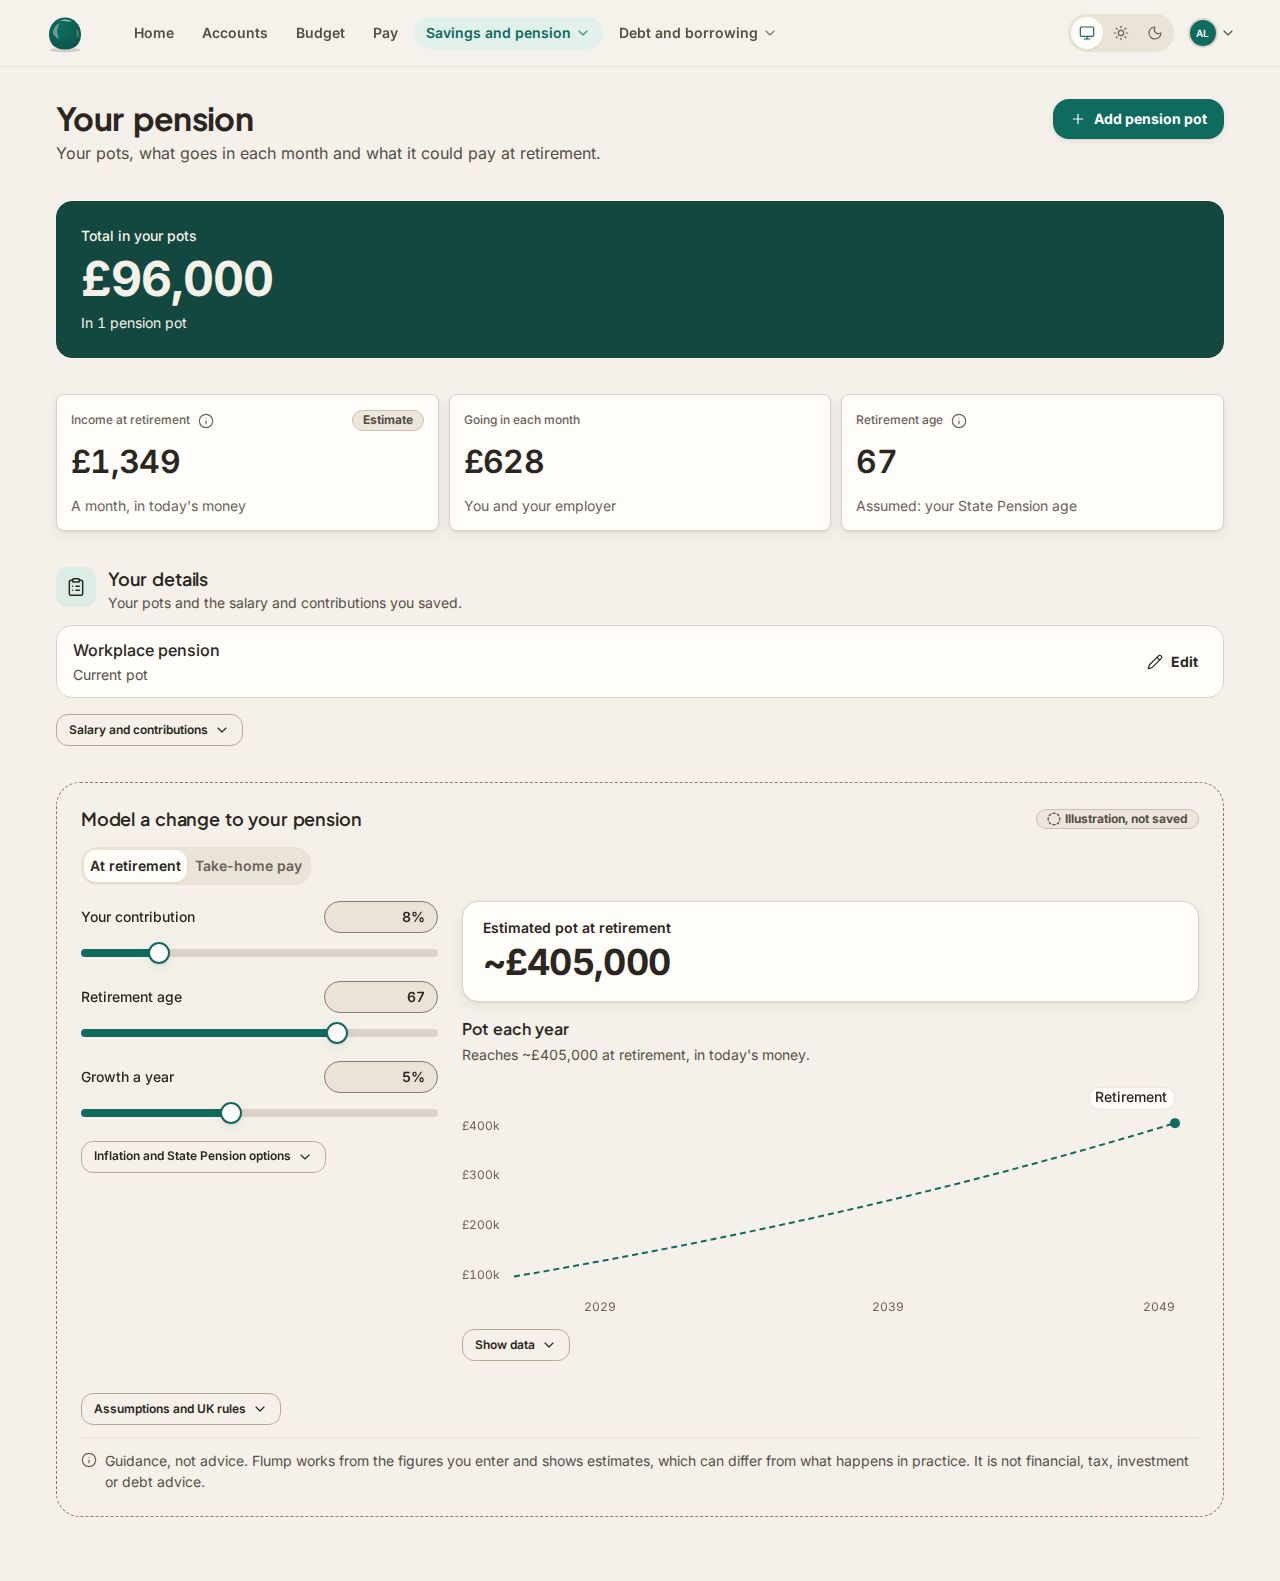 Home
Accounts
Budget
Pay
Savings and pension
Debt and borrowing
AL
Your pension
Add pension pot
Your pots, what goes in each month and what it could pay at retirement.
Total in your pots
£96,000
In 1 pension pot
Income at retirement
Estimate
£1,349
A month, in today's money
Going in each month
£628
You and your employer
Retirement age
67
Assumed: your State Pension age
Your details
Your pots and the salary and contributions you saved.
Workplace pension
Current pot
Edit
Salary and contributions
Model a change to your pension
Illustration, not saved
At retirement
Take-home pay
Your contribution
8%
Retirement age
67
Growth a year
5%
Inflation and State Pension options
Estimated pot at retirement
~£405,000
Pot each year
Reaches ~£405,000 at retirement, in today's money.
Retirement
£400k
£300k
£200k
£100k
2029
2039
2049
Show data
Assumptions and UK rules
Guidance, not advice. Flump works from the figures you enter and shows estimates, which can differ from what happens in practice. It is not financial, tax, investment
or debt advice.